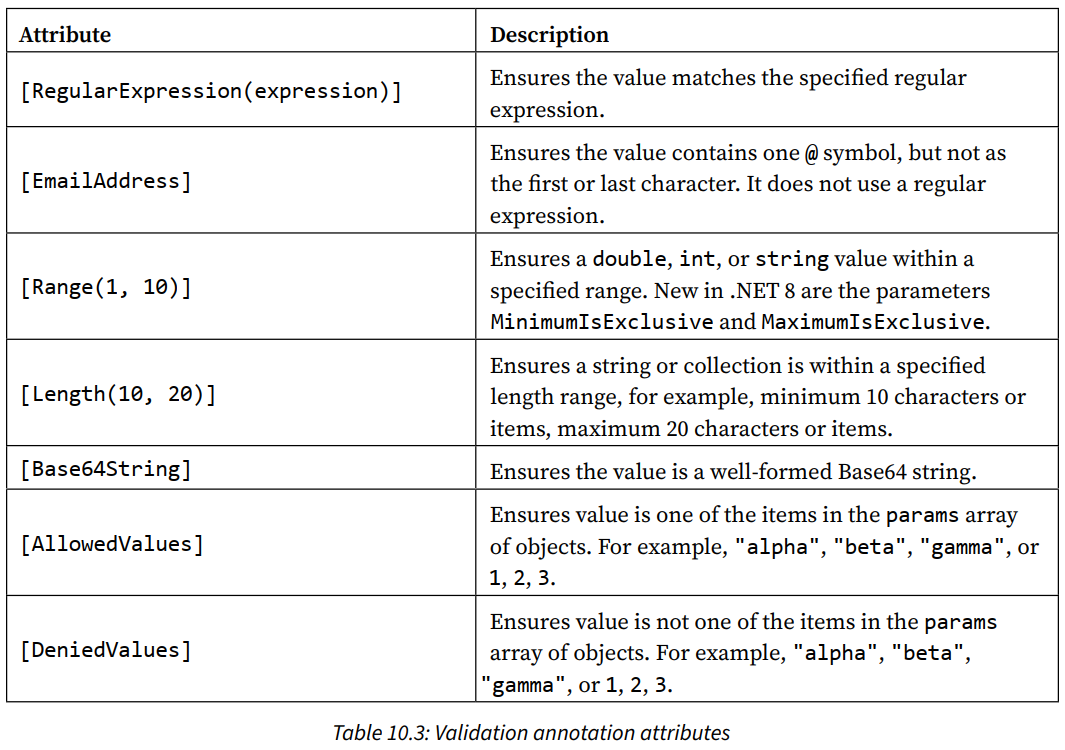 Attribute
Description
[RegularExpression(expression)]
Ensures the value matches the specified regular
expression.
[EmailAddress]
Ensures the value contains one @ symbol, but not as
the first or last character. It does not use a regular
expression.
[Range(1, 10)]
Ensures a double, int, or string value within a
specified range. New in .NET 8 are the parameters
MinimumIsExclusive and MaximumIsExclusive.
[Length(10, 20)]
Ensures a string or collection is within a specified
length range, for example, minimum 10 characters or
items, maximum 20 characters or items.
[Base64String]
Ensures the value is a well-formed Base64 string.
[AllowedValues]
Ensures value is one of the items in the params array
of objects. For example, "alpha", "beta", "gamma", or
1, 2, 3.
[DeniedValues]
Ensures value is not one of the items in the params
array of objects. For example, "alpha", "beta",
"gamma", or 1, 2, 3.
Table 10.3: Validation annotation attributes